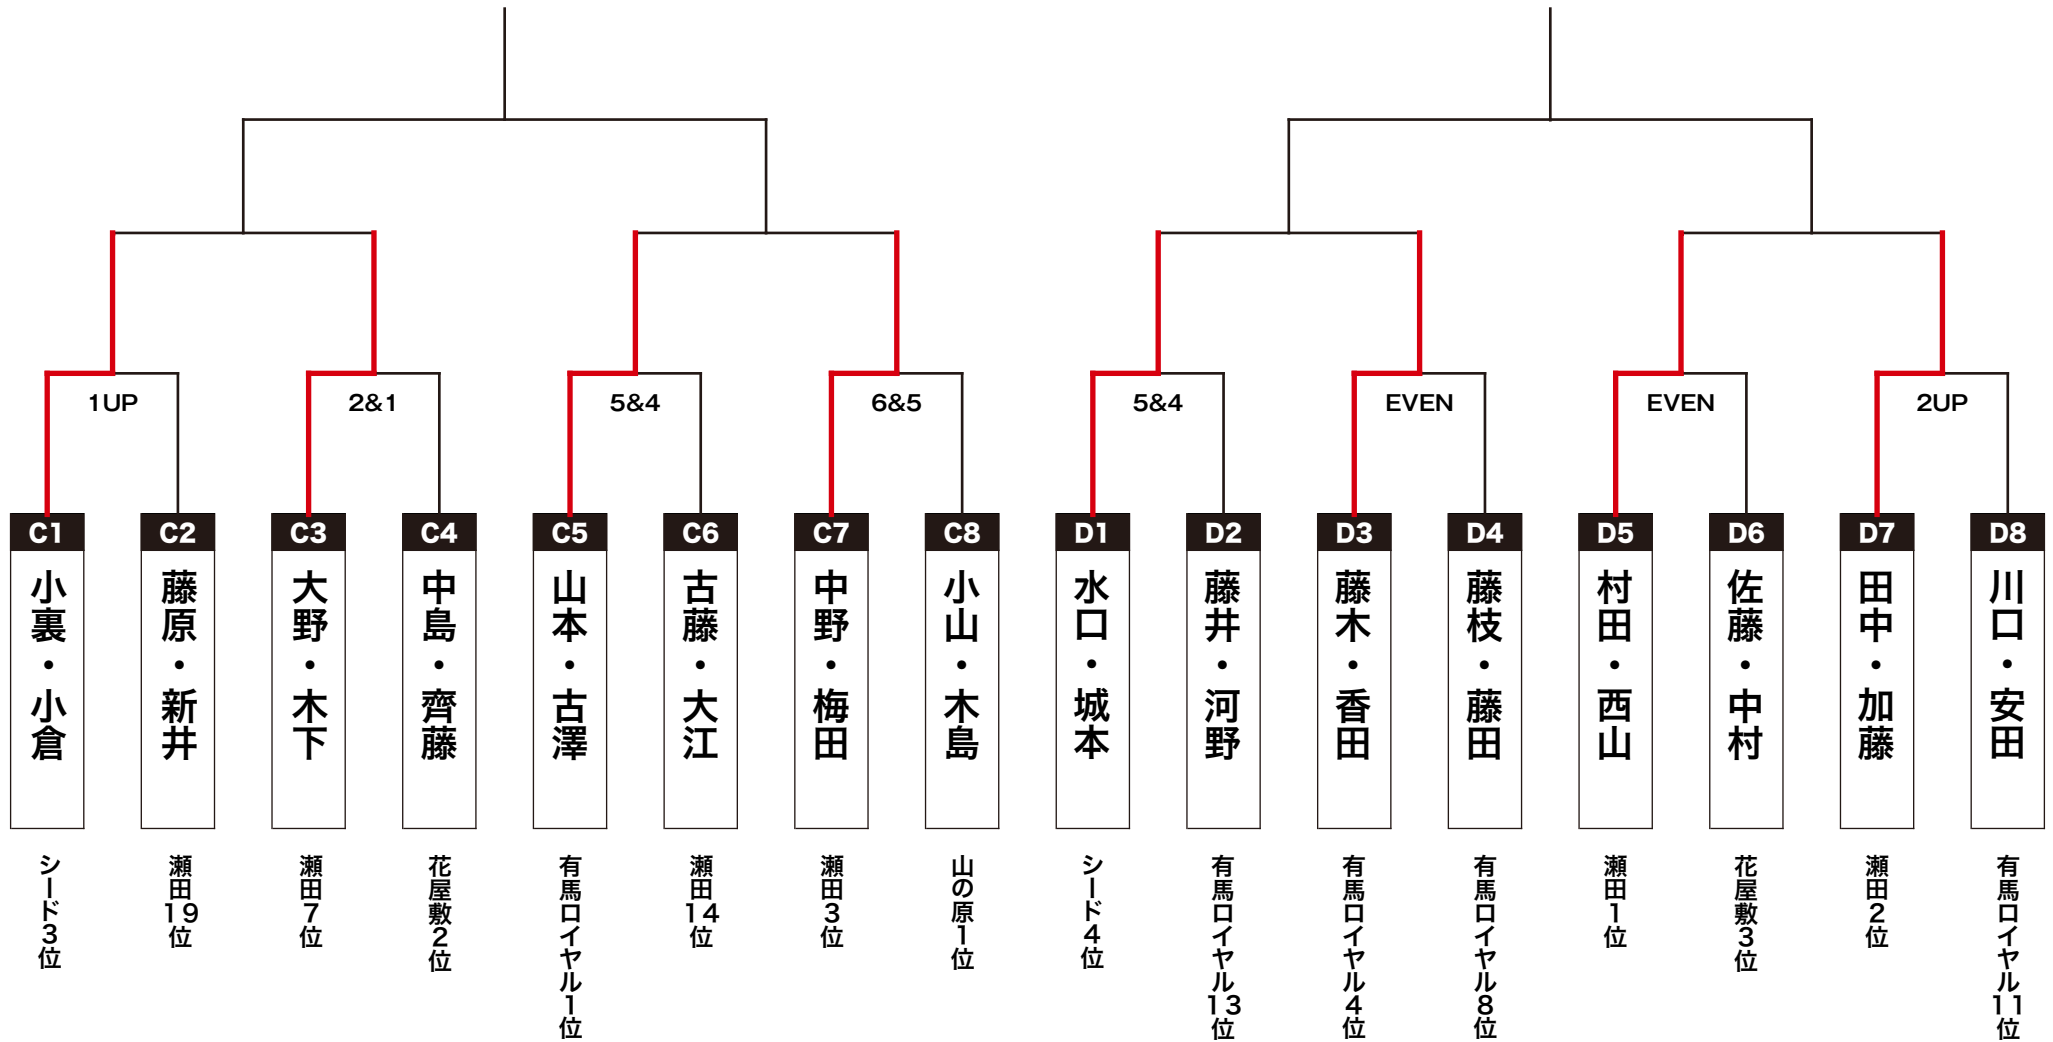 1UP
2&1
5&4
6&5
5&4
EVEN
EVEN
2UP
C1
C2
C3
C4
C5
C6
C7
C8
D1
D2
D3
D4
D5
D6
D7
D8
小裏・小倉
藤原・新井
大野・木下
中島・齊藤
山本・古澤
古藤・大江
中野・梅田
小山・木島
水口・城本
藤井・河野
藤木・香田
藤枝・藤田
村田・西山
佐藤・中村
田中・加藤
川口・安田
シード3位
瀬田19位
瀬田7位
花屋敷2位
有馬ロイヤル1位
瀬田14位
瀬田3位
山の原1位
シード4位
有馬ロイヤル13位
有馬ロイヤル4位
有馬ロイヤル8位
瀬田1位
花屋敷3位
瀬田2位
有馬ロイヤル11位